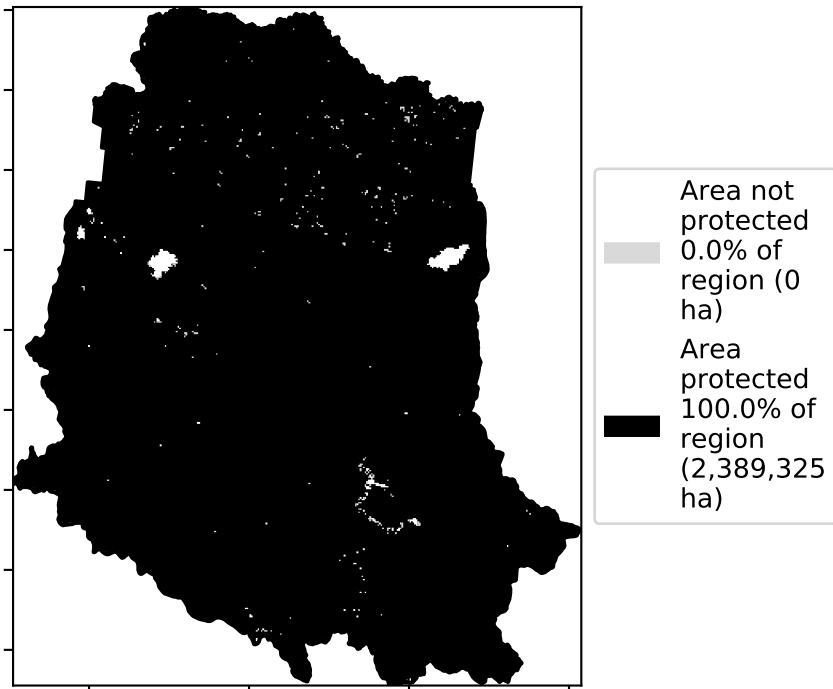 Area not
protected
0.0% of
region (0
ha)
Area
protected
100.0% of
region
(2,389,325
ha)